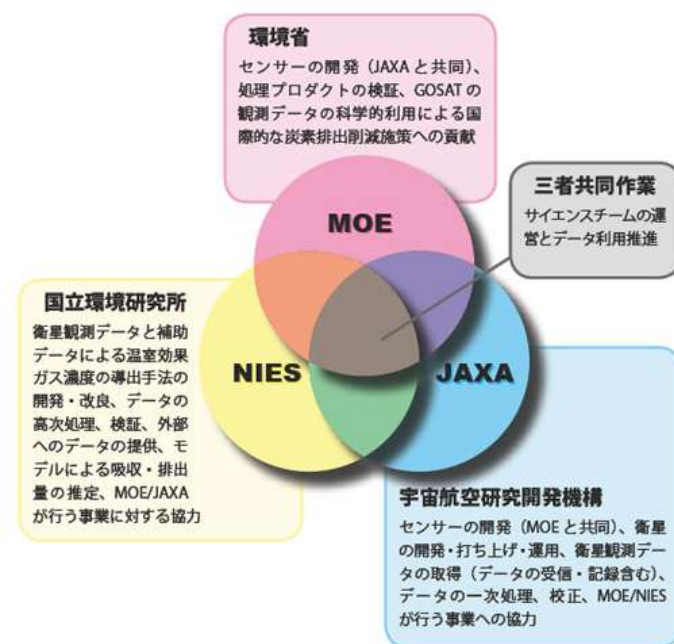 環境省
センサーの開発（JAXAと共同）、
処理プロダクトの検証、GOSATの
観測データの科学的利用による国
際的な炭素排出削減施策への貢献
MOE
三者共同作業
サイエンスチームの運
営とデータ利用推進
国立環境研究所
衛星観測データと補助
データによる温室効果
ガス濃度の導出手法の
開発・改良、データの
高次処理、検証、外部
へのデータの提供、モ
デルによる吸収・排出
量の推定、MOE/JAXA
が行う事業に対する協力
NIES
JAXA
宇宙航空研究開発機構
センサーの開発（MOEと共同）、衛星
の開発・打ち上げ・運用、衛星観測デー
タの取得（データの受信・記録含む）、
データの一次処理、校正、MOE/NIES
が行う事業への協力